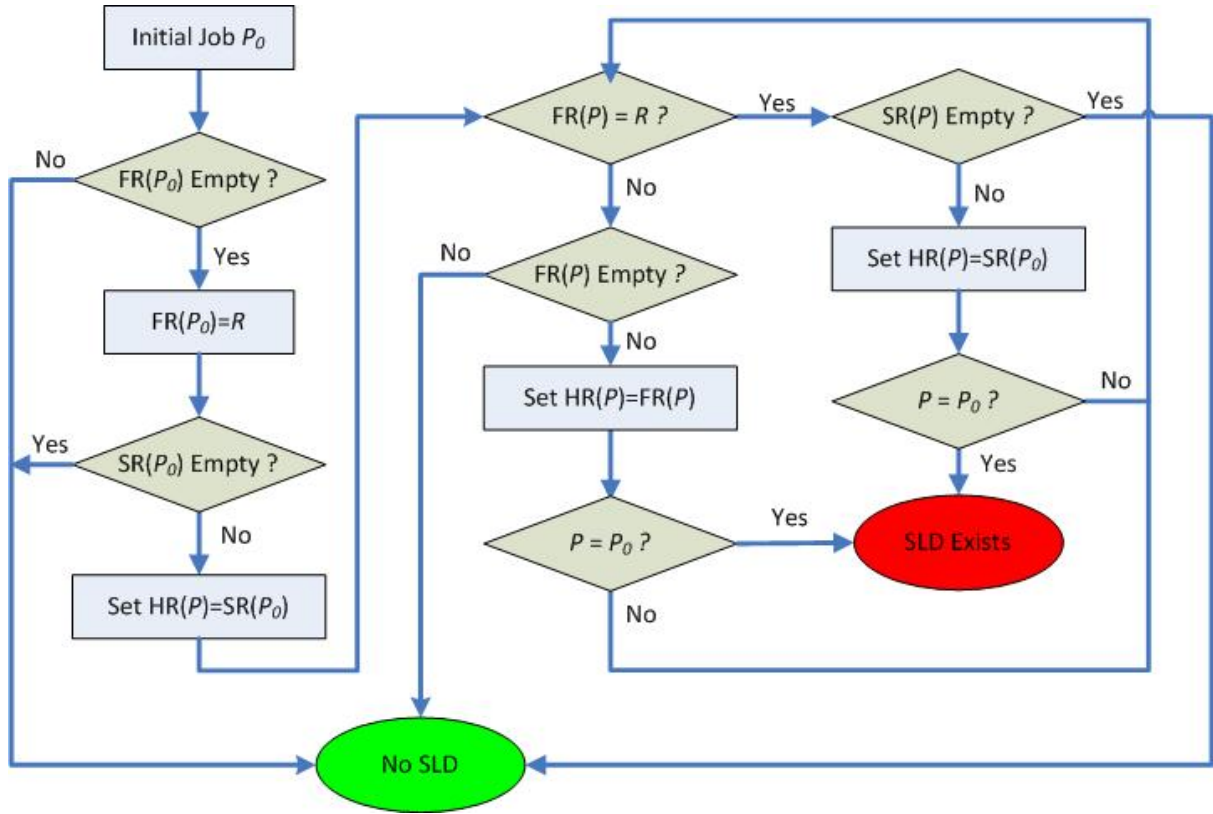 Initial Job P0
FR(P0) Empty ?
No
Yes
FR(P0)=R
SR(P0) Empty ?
Yes
No
Set HR(P)=SR(P0)
FR(P) = R ?
Yes
No
FR(P) Empty ?
No
No
Set HR(P)=FR(P)
P = P0 ?
Yes
No
SR(P) Empty ?
Yes
No
Set HR(P)=SR(P0)
P = P0 ?
No
Yes
SLD Exists
No SLD